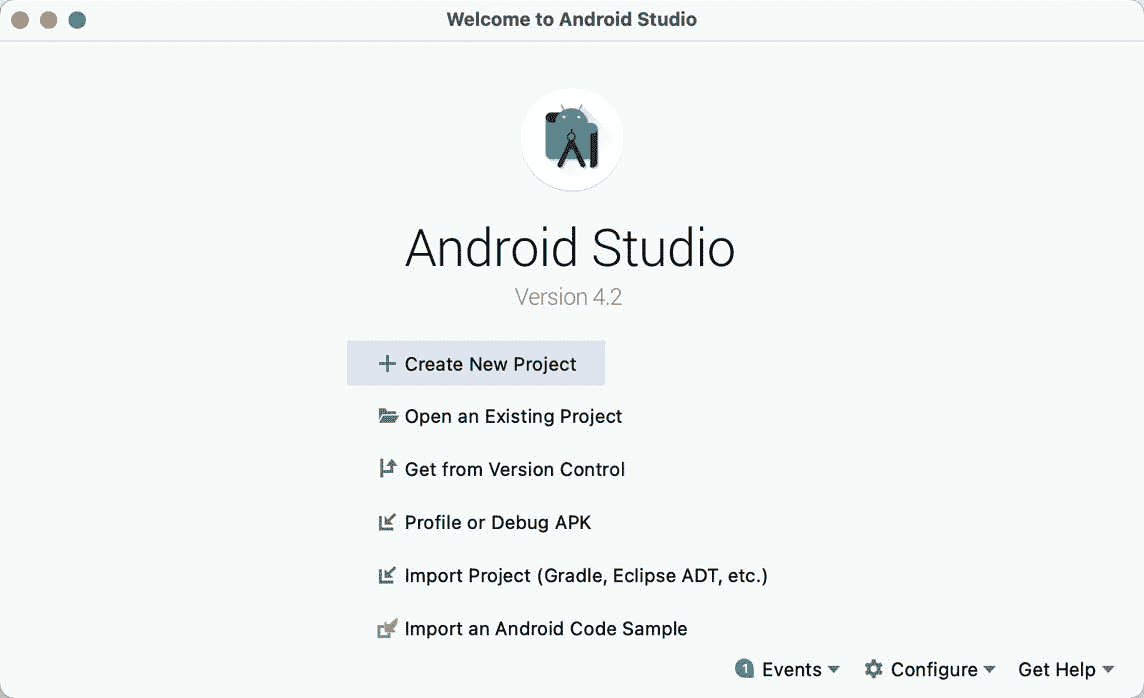 Welcome to Android Studio
Android Studio
Version 4.2
Create New Project
Open an Existing Project
Get from Version Control
Profile or Debug APK
Import Project (Gradle, Eclipse ADT, etc.)
Import an Android Code Sample
1 Events Configure Get Help